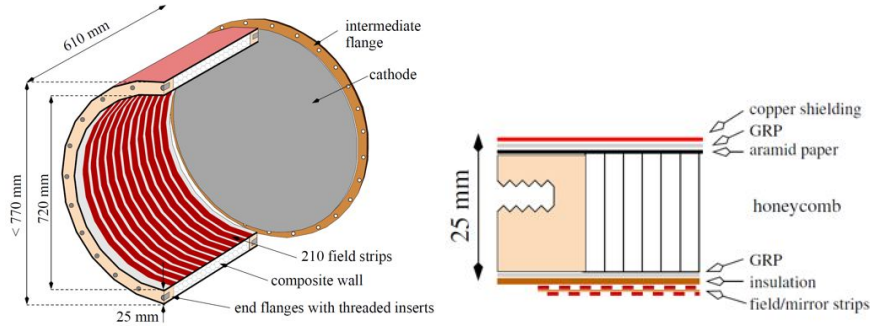 610 mm
intermediate
flange
cathode
< 770 mm
720 mm
210 field strips
composite wall
end flanges with threaded inserts
25 mm
25 mm
copper shielding
GRP
aramid paper
honeycomb
GRP
insulation
field/mirror strips